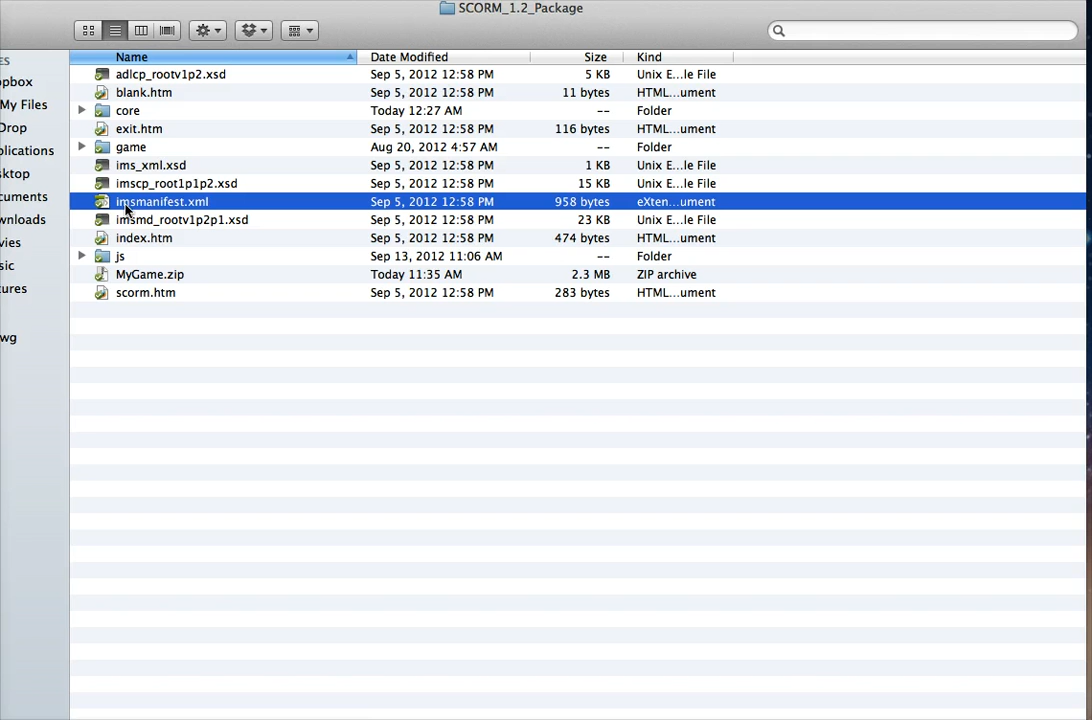 SCORM_1.2_Package
ES
Name Date Modified Size Kind
adlcp_rootv1p2.xsd Sep 5, 2012 12:58 PM 5 KB Unix E...le File
pbox
blank.htm Sep 5, 2012 12:58 PM 11 bytes HTML...ument
My Files
core Today 12:27 AM -- Folder
Drop
exit.htm Sep 5, 2012 12:58 PM 116 bytes HTML...ument
plications
game Aug 20, 2012 4:57 AM -- Folder
ims_xml.xsd Sep 5, 2012 12:58 PM 1 KB Unix E...le File
sktop
imscp_root1p1p2.xsd Sep 5, 2012 12:58 PM 15 KB Unix E...le File
cuments
imsmanifest.xml Sep 5, 2012 12:58 PM 958 bytes eXten...ument
wnloads
imsmd_rootv1p2p1.xsd Sep 5, 2012 12:58 PM 23 KB Unix E...le File
vies
index.htm Sep 5, 2012 12:58 PM 474 bytes HTML...ument
sic
js Sep 13, 2012 11:06 AM -- Folder
MyGame.zip Today 11:35 AM 2.3 MB ZIP archive
tures
scorm.htm Sep 5, 2012 12:58 PM 283 bytes HTML...ument
wg